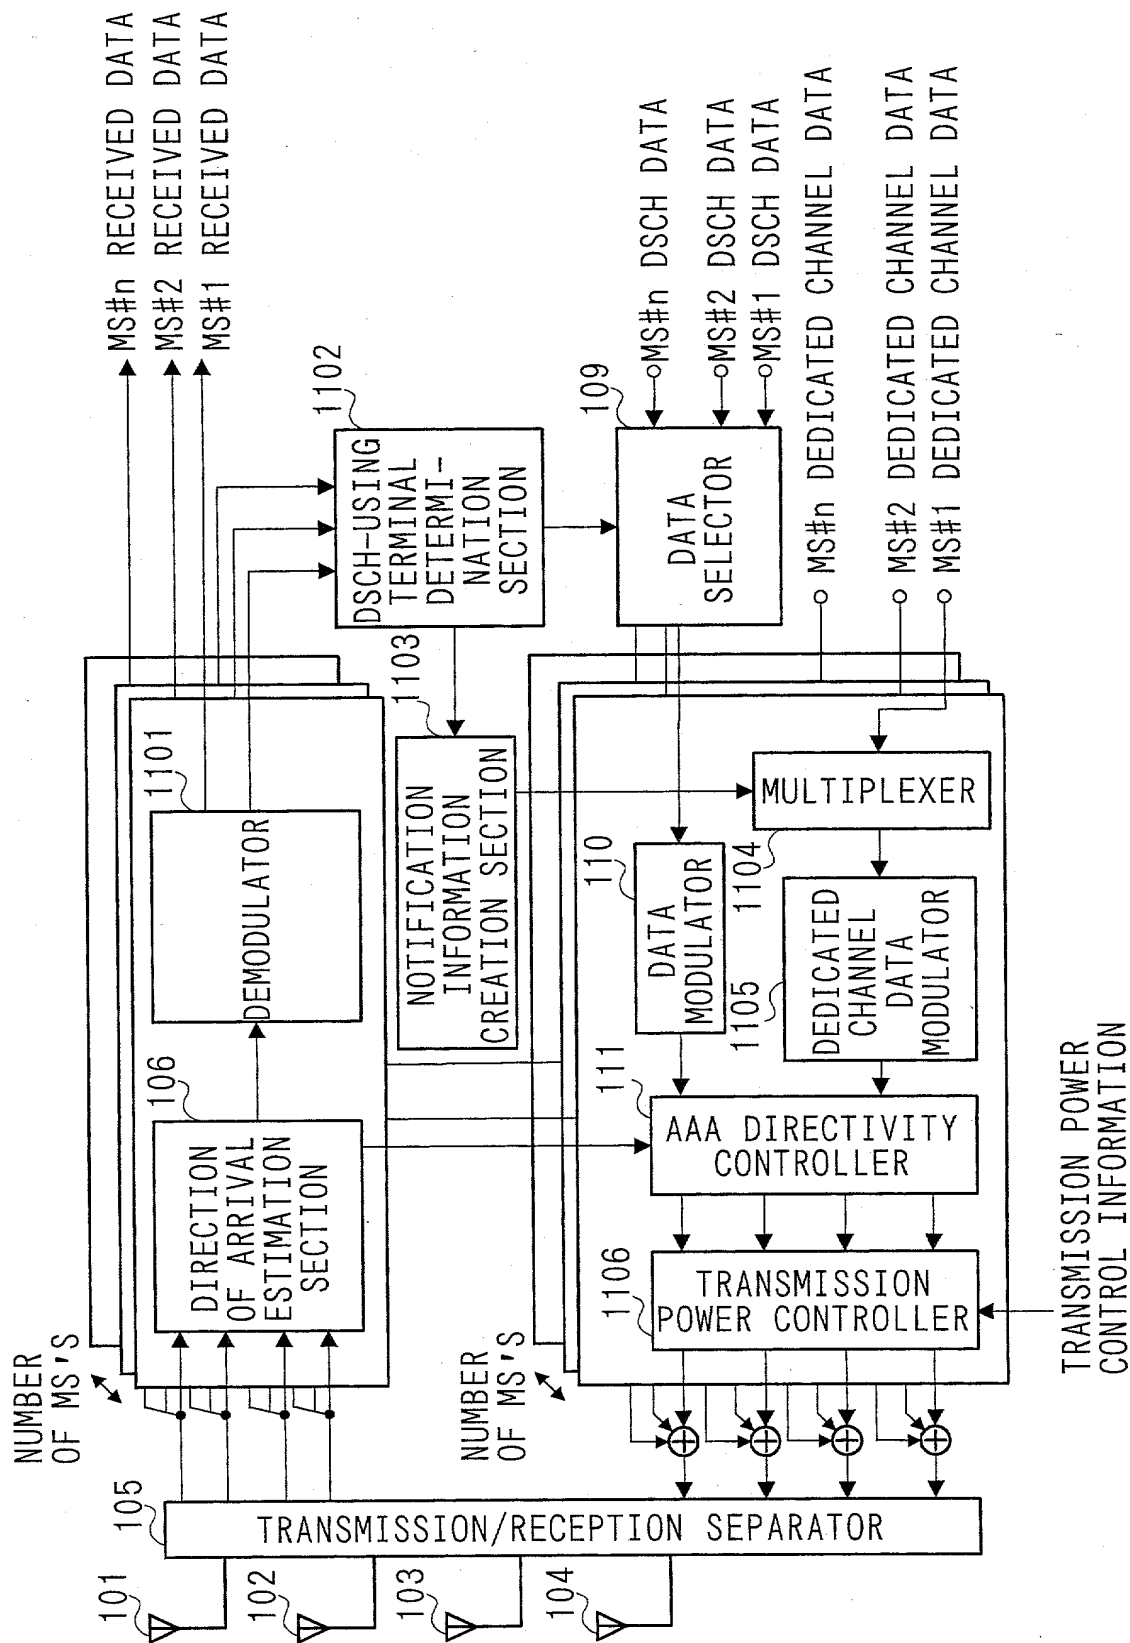 101
102
103
104
105
TRANSMISSION/RECEPTION SEPARATOR
NUMBER
OF MS'S
106
DIRECTION
OF ARRIVAL
ESTIMATION
SECTION
1101
DEMODULATOR
MS#n RECEIVED DATA
MS#2 RECEIVED DATA
MS#1 RECEIVED DATA
1102
DSCH-USING
TERMINAL
DETERMI-
NATION
SECTION
1103
NOTIFICATION
INFORMATION
CREATION SECTION
109
DATA
SELECTOR
MS#n DSCH DATA
MS#2 DSCH DATA
MS#1 DSCH DATA
MS#n DEDICATED CHANNEL DATA
MS#2 DEDICATED CHANNEL DATA
MS#1 DEDICATED CHANNEL DATA
NUMBER
OF MS'S
1106
TRANSMISSION
POWER CONTROLLER
111
AAA DIRECTIVITY
CONTROLLER
110
DATA
MODULATOR
1105
DEDICATED
CHANNEL
DATA
MODULATOR
1104
MULTIPLEXER
TRANSMISSION POWER
CONTROL INFORMATION